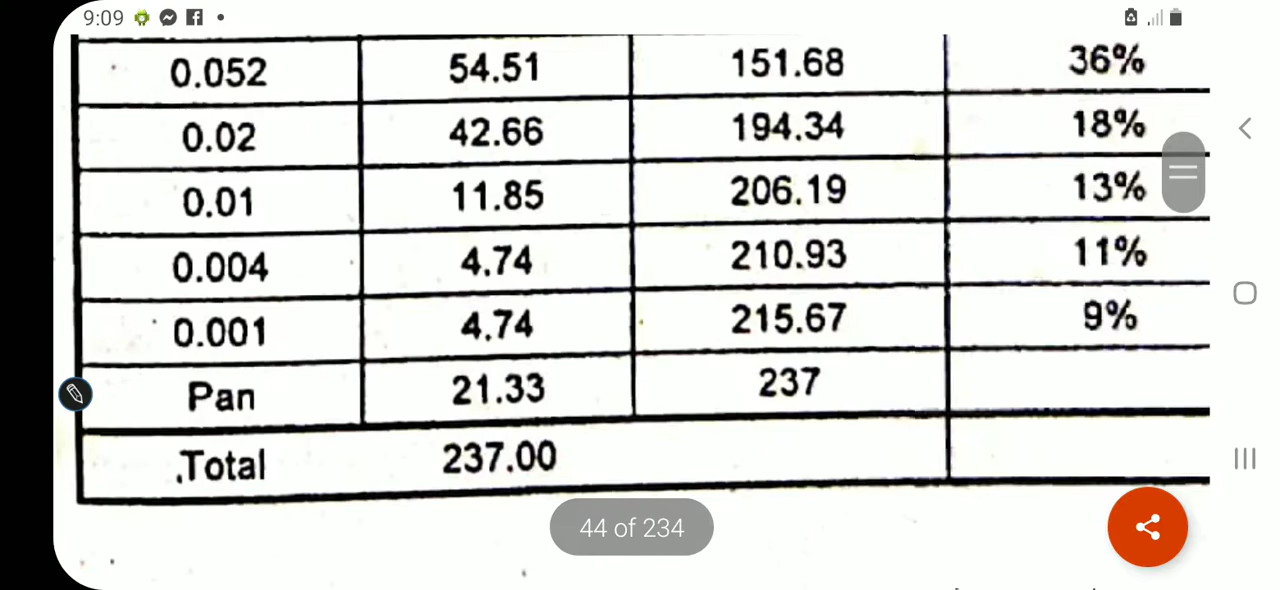 9:09
0.052 54.51 151.68 36%
0.02 42.66 194.34 18%
0.01 11.85 206.19 13%
0.004 4.74 210.93 11%
0.001 4.74 215.67 9%
Pan 21.33 237
.Total 237.00
44 of 234